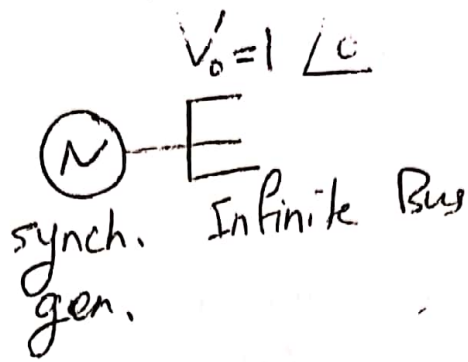 V₀=1 ∠0
N
synch. Infinite Bus
gen.